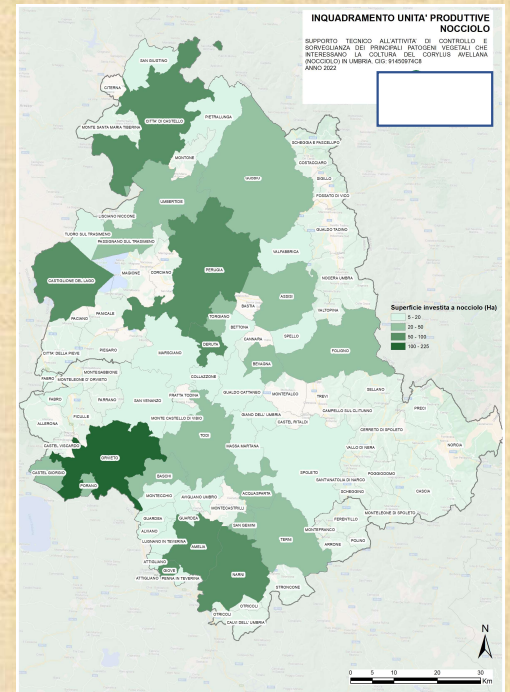 INQUADRAMENTO UNITA' PRODUTTIVE
NOCCIOLO
SUPPORTO TECNICO ALL'ATTIVITA' DI CONTROLLO E
SORVEGLIANZA DEI PRINCIPALI PATOGENI VEGETALI CHE
INTERESSANO LA COLTURA DEL CORYLUS AVELLANA
(NOCCIOLO) IN UMBRIA. CIG: 91450974C8
ANNO 2022
SAN GIUSTINO
CITERNA
CITTA' DI CASTELLO
PIETRALUNGA
MONTE SANTA MARIA TIBERINA
SCHEGGIA E PASCELUPO
MONTONE
COSTACCIARO
GUBBIO
SIGILLO
FOSSATO DI VICO
UMBERTIDE
LISCIANO NICCONE
GUALDO TADINO
TUORO SUL TRASIMENO
PASSIGNANO SUL TRASIMENO
VALFABBRICA
MAGIONE
CORCIANO
PERUGIA
NOCERA UMBRA
CASTIGLIONE DEL LAGO
ASSISI
BASTIA
VALTOPINA
PANICALE
PACIANO
TORGIANO
BETTONA
CANNARA
SPELLO
Superficie investita a nocciolo (Ha)
5 - 20
20 - 50
50 - 100
100 - 225
DERUTA
CITTA' DELLA PIEVE
PIEGARO
MARSCIANO
FOLIGNO
BEVAGNA
MONTEGABBIONE
COLLAZZONE
FABRO
MONTELEONE D'ORVIETO
GUALDO CATTANEO
SELLANO
FRATTA TODINA
MONTEFALCO
TREVI
FABRO
PARRANO
SAN VENANZO
PRECI
FICULLE
MONTE CASTELLO DI VIBIO
GIANO DELL'UMBRIA
CAMPELLO SUL CLITUNNO
ALLERONA
CASTEL RITALDI
CERRETO DI SPOLETO
TODI
MASSA MARTANA
CASTEL VISCARDO
VALLO DI NERA
NORCIA
ORVIETO
CASTEL GIORGIO
SPOLETO
POGGIODOMO
BASCHI
SANT'ANATOLIA DI NARCO
PORANO
SCHEGGINO
CASCIA
MONTECCHIO
AVIGLIANO UMBRO
ACQUASPARTA
MONTECASTRILLI
MONTELEONE DI SPOLETO
GUARDEA
GUARDEA
FERENTILLO
SAN GEMINI
MONTEFRANCO
ALVIANO
LUGNANO IN TEVERINA
TERNI
POLINO
ARRONE
AMELIA
ATTIGLIANO
GIOVE
ATTIGLIANO
PENNA IN TEVERINA
NARNI
STRONCONE
OTRICOLI
OTRICOLI
CALVI DELL'UMBRIA
N
0 5 10 20 30
Km